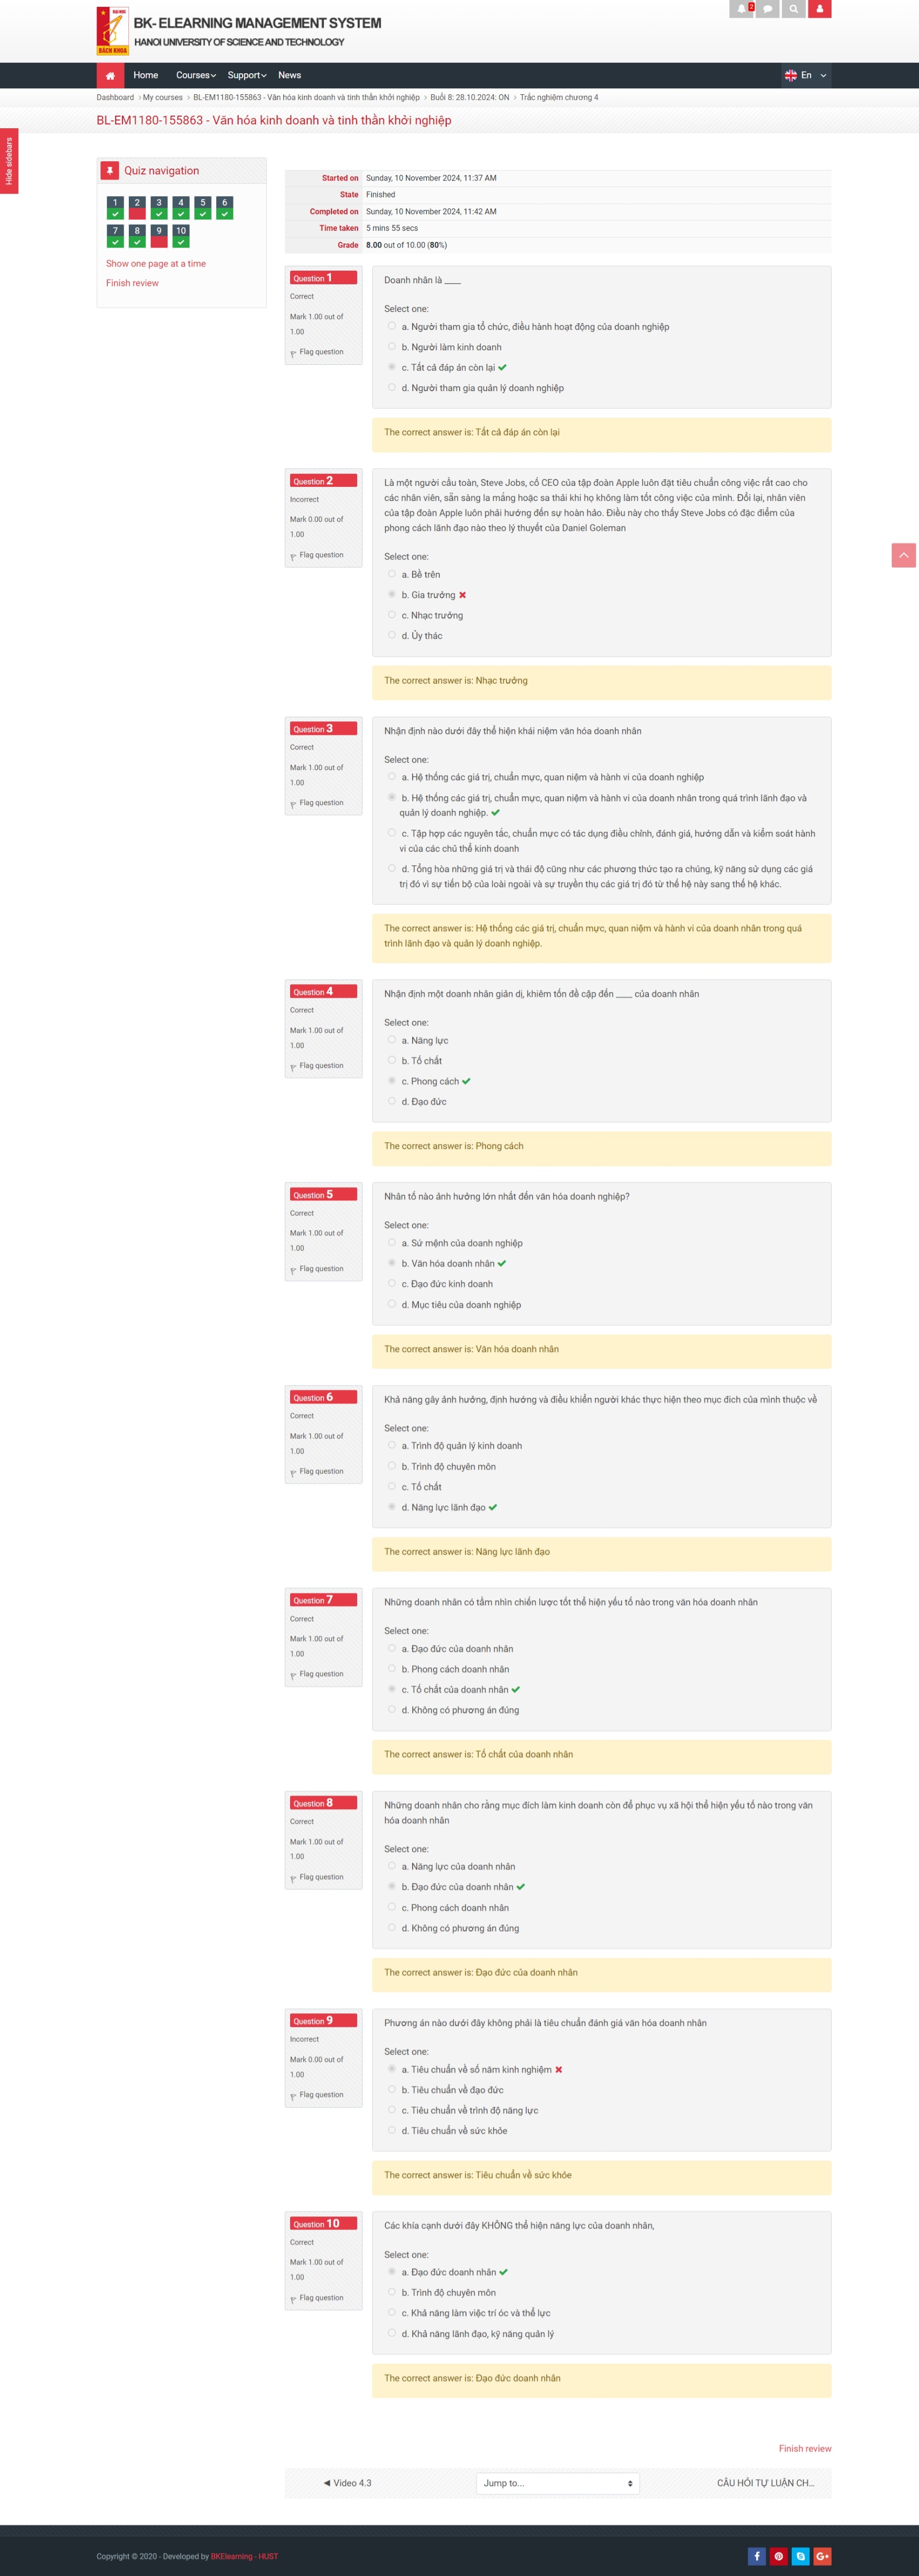 ĐẠI HỌC
BÁCH KHOA
BK- ELEARNING MANAGEMENT SYSTEM
HANOI UNIVERSITY OF SCIENCE AND TECHNOLOGY
2
Home Courses Support News
En
Dashboard My courses BL-EM1180-155863 - Văn hóa kinh doanh và tinh thần khởi nghiệp Buổi 8: 28.10.2024: ON Trắc nghiệm chương 4
BL-EM1180-155863 - Văn hóa kinh doanh và tinh thần khởi nghiệp
Hide sidebars
Quiz navigation
1 2 3 4 5 6
7 8 9 10
Show one page at a time
Finish review
Started on Sunday, 10 November 2024, 11:37 AM
State Finished
Completed on Sunday, 10 November 2024, 11:42 AM
Time taken 5 mins 55 secs
Grade 8.00 out of 10.00 (80%)
Question 1
Correct
Mark 1.00 out of
1.00
Flag question
Doanh nhân là ____
Select one:
a. Người tham gia tổ chức, điều hành hoạt động của doanh nghiệp
b. Người làm kinh doanh
c. Tất cả đáp án còn lại
d. Người tham gia quản lý doanh nghiệp
The correct answer is: Tất cả đáp án còn lại
Question 2
Incorrect
Mark 0.00 out of
1.00
Flag question
Là một người cầu toàn, Steve Jobs, cố CEO của tập đoàn Apple luôn đặt tiêu chuẩn công việc rất cao cho
các nhân viên, sẵn sàng la mắng hoặc sa thải khi họ không làm tốt công việc của mình. Đổi lại, nhân viên
của tập đoàn Apple luôn phải hướng đến sự hoàn hảo. Điều này cho thấy Steve Jobs có đặc điểm của
phong cách lãnh đạo nào theo lý thuyết của Daniel Goleman
Select one:
a. Bề trên
b. Gia trưởng
c. Nhạc trưởng
d. Ủy thác
The correct answer is: Nhạc trưởng
Question 3
Correct
Mark 1.00 out of
1.00
Flag question
Nhận định nào dưới đây thể hiện khái niệm văn hóa doanh nhân
Select one:
a. Hệ thống các giá trị, chuẩn mực, quan niệm và hành vi của doanh nghiệp
b. Hệ thống các giá trị, chuẩn mực, quan niệm và hành vi của doanh nhân trong quá trình lãnh đạo và
quản lý doanh nghiệp.
c. Tập hợp các nguyên tắc, chuẩn mực có tác dụng điều chỉnh, đánh giá, hướng dẫn và kiểm soát hành
vi của các chủ thể kinh doanh
d. Tổng hòa những giá trị và thái độ cũng như các phương thức tạo ra chúng, kỹ năng sử dụng các giá
trị đó vì sự tiến bộ của loài ngoài và sự truyền thụ các giá trị đó từ thế hệ này sang thế hệ khác.
The correct answer is: Hệ thống các giá trị, chuẩn mực, quan niệm và hành vi của doanh nhân trong quá
trình lãnh đạo và quản lý doanh nghiệp.
Question 4
Correct
Mark 1.00 out of
1.00
Flag question
Nhận định một doanh nhân giản dị, khiêm tốn đề cập đến ____ của doanh nhân
Select one:
a. Năng lực
b. Tố chất
c. Phong cách
d. Đạo đức
The correct answer is: Phong cách
Question 5
Correct
Mark 1.00 out of
1.00
Flag question
Nhân tố nào ảnh hưởng lớn nhất đến văn hóa doanh nghiệp?
Select one:
a. Sứ mệnh của doanh nghiệp
b. Văn hóa doanh nhân
c. Đạo đức kinh doanh
d. Mục tiêu của doanh nghiệp
The correct answer is: Văn hóa doanh nhân
Question 6
Correct
Mark 1.00 out of
1.00
Flag question
Khả năng gây ảnh hưởng, định hướng và điều khiển người khác thực hiện theo mục đích của mình thuộc về
Select one:
a. Trình độ quản lý kinh doanh
b. Trình độ chuyên môn
c. Tố chất
d. Năng lực lãnh đạo
The correct answer is: Năng lực lãnh đạo
Question 7
Correct
Mark 1.00 out of
1.00
Flag question
Những doanh nhân có tầm nhìn chiến lược tốt thể hiện yếu tố nào trong văn hóa doanh nhân
Select one:
a. Đạo đức của doanh nhân
b. Phong cách doanh nhân
c. Tố chất của doanh nhân
d. Không có phương án đúng
The correct answer is: Tố chất của doanh nhân
Question 8
Correct
Mark 1.00 out of
1.00
Flag question
Những doanh nhân cho rằng mục đích làm kinh doanh còn để phục vụ xã hội thể hiện yếu tố nào trong văn
hóa doanh nhân
Select one:
a. Năng lực của doanh nhân
b. Đạo đức của doanh nhân
c. Phong cách doanh nhân
d. Không có phương án đúng
The correct answer is: Đạo đức của doanh nhân
Question 9
Incorrect
Mark 0.00 out of
1.00
Flag question
Phương án nào dưới đây không phải là tiêu chuẩn đánh giá văn hóa doanh nhân
Select one:
a. Tiêu chuẩn về số năm kinh nghiệm
b. Tiêu chuẩn về đạo đức
c. Tiêu chuẩn về trình độ năng lực
d. Tiêu chuẩn về sức khỏe
The correct answer is: Tiêu chuẩn về sức khỏe
Question 10
Correct
Mark 1.00 out of
1.00
Flag question
Các khía cạnh dưới đây KHÔNG thể hiện năng lực của doanh nhân,
Select one:
a. Đạo đức doanh nhân
b. Trình độ chuyên môn
c. Khả năng làm việc trí óc và thể lực
d. Khả năng lãnh đạo, kỹ năng quản lý
The correct answer is: Đạo đức doanh nhân
Finish review
◄ Video 4.3
Jump to...
CÂU HỎI TỰ LUẬN CH...
Copyright © 2020 - Developed by BKElearning - HUST